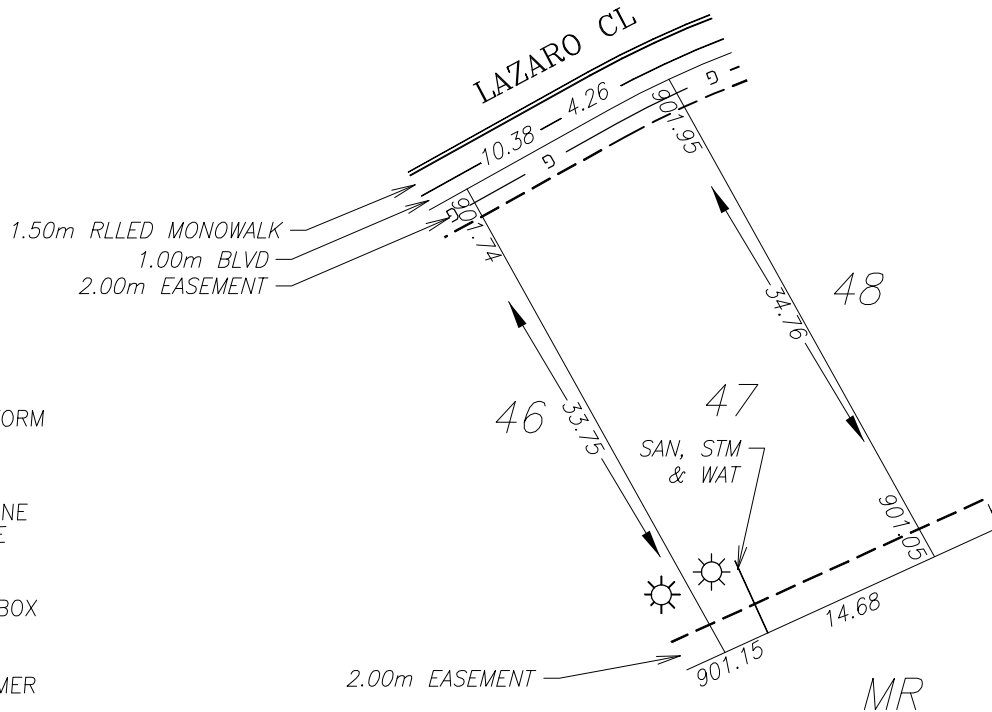 LAZARO CL
4.26
10.38
G
G
G
901.95
901.74
1.50m RLLED MONOWALK
1.00m BLVD
2.00m EASEMENT
34.76
48
46
33.75
47
SAN, STM
& WAT
901.05
14.68
901.15
2.00m EASEMENT
MR
ORM
NE
E
BOX
MER